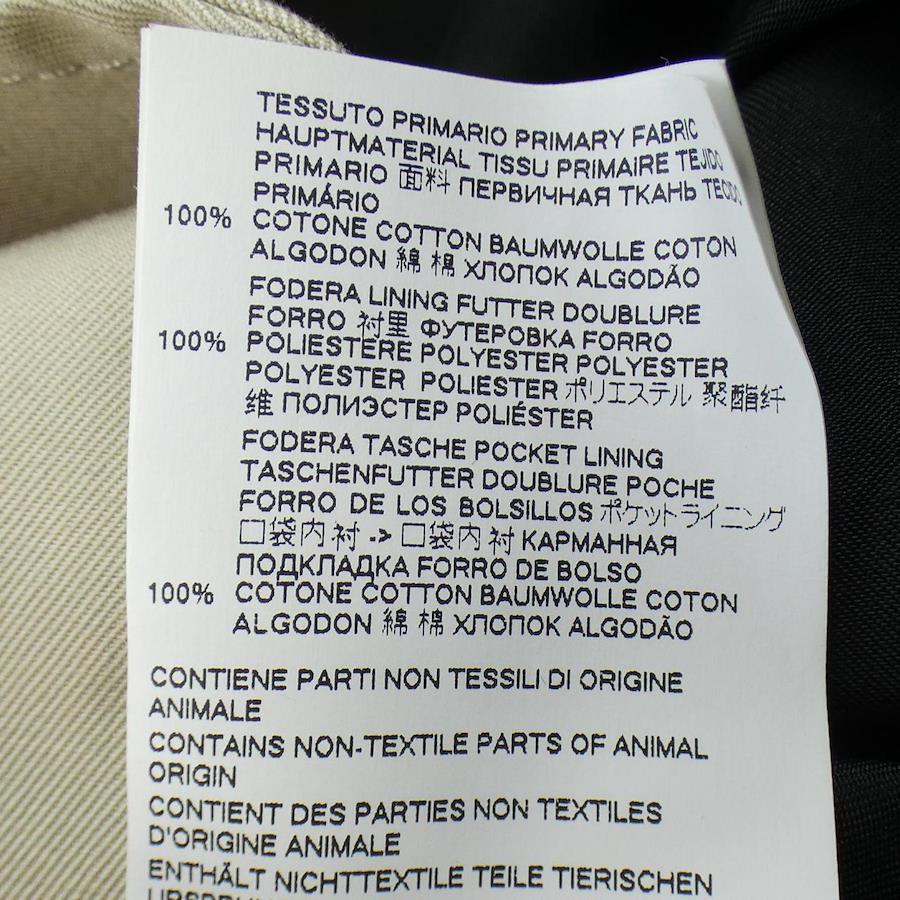 TESSUTO PRIMARIO PRIMARY FABRIC
HAUPTMATERIAL TISSU PRIMAIRE TEJIDO
PRIMARIO 面料 ПЕРВИЧНАЯ ТКАНЬ TECIDO
PRIMÁRIO
100% COTONE COTTON BAUMWOLLE COTON
ALGODON 綿 棉 ХЛОПОК ALGODÃO
FODERA LINING FUTTER DOUBLURE
FORRO 衬里 ФУТЕРОВКА FORRO
100% POLIESTERE POLYESTER POLYESTER
POLYESTER POLIESTER ポリエステル 聚酯纤
维 ПОЛИЭСТЕР POLIÉSTER
FODERA TASCHE POCKET LINING
TASCHENFUTTER DOUBLURE POCHE
FORRO DE LOS BOLSILLOS ポケットライニング
口袋内衬 -> 口袋内衬 КАРМАННАЯ
ПОДКЛАДКА FORRO DE BOLSO
100% COTONE COTTON BAUMWOLLE COTON
ALGODON 綿 棉 ХЛОПОК ALGODÃO
CONTIENE PARTI NON TESSILI DI ORIGINE
ANIMALE
CONTAINS NON-TEXTILE PARTS OF ANIMAL
ORIGIN
CONTIENT DES PARTIES NON TEXTILES
D'ORIGINE ANIMALE
ENTHÄLT NICHTTEXTILE TEILE TIERISCHEN